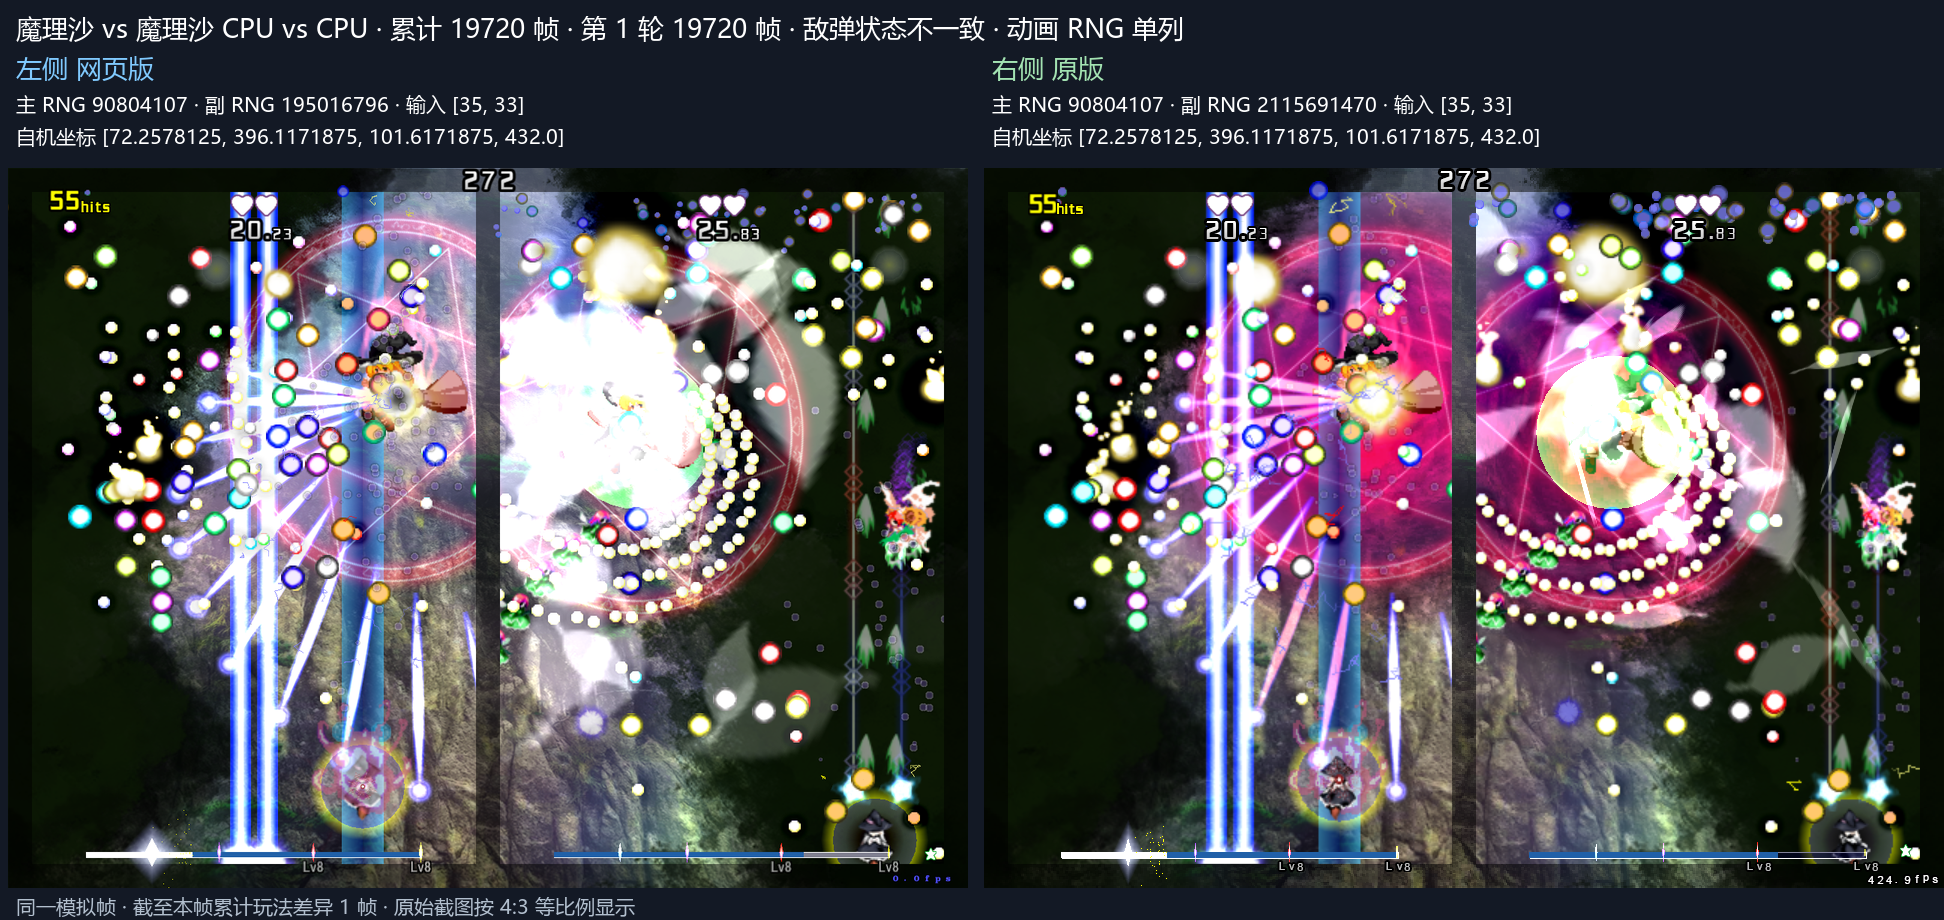 魔理沙 vs 魔理沙 CPU vs CPU · 累计 19720 帧 · 第 1 轮 19720 帧 · 敌弹状态不一致 · 动画 RNG 单列
左侧 网页版
主 RNG 90804107 · 副 RNG 195016796 · 输入 [35, 33]
自机坐标 [72.2578125, 396.1171875, 101.6171875, 432.0]
右侧 原版
主 RNG 90804107 · 副 RNG 2115691470 · 输入 [35, 33]
自机坐标 [72.2578125, 396.1171875, 101.6171875, 432.0]
272
55hits
20.23
25.83
Lv8
Lv8
Lv8
Lv8
0.0fps
272
55hits
20.23
25.83
Lv8
Lv8
Lv8
Lv8
424.9fps
同一模拟帧 · 截至本帧累计玩法差异 1 帧 · 原始截图按 4:3 等比例显示